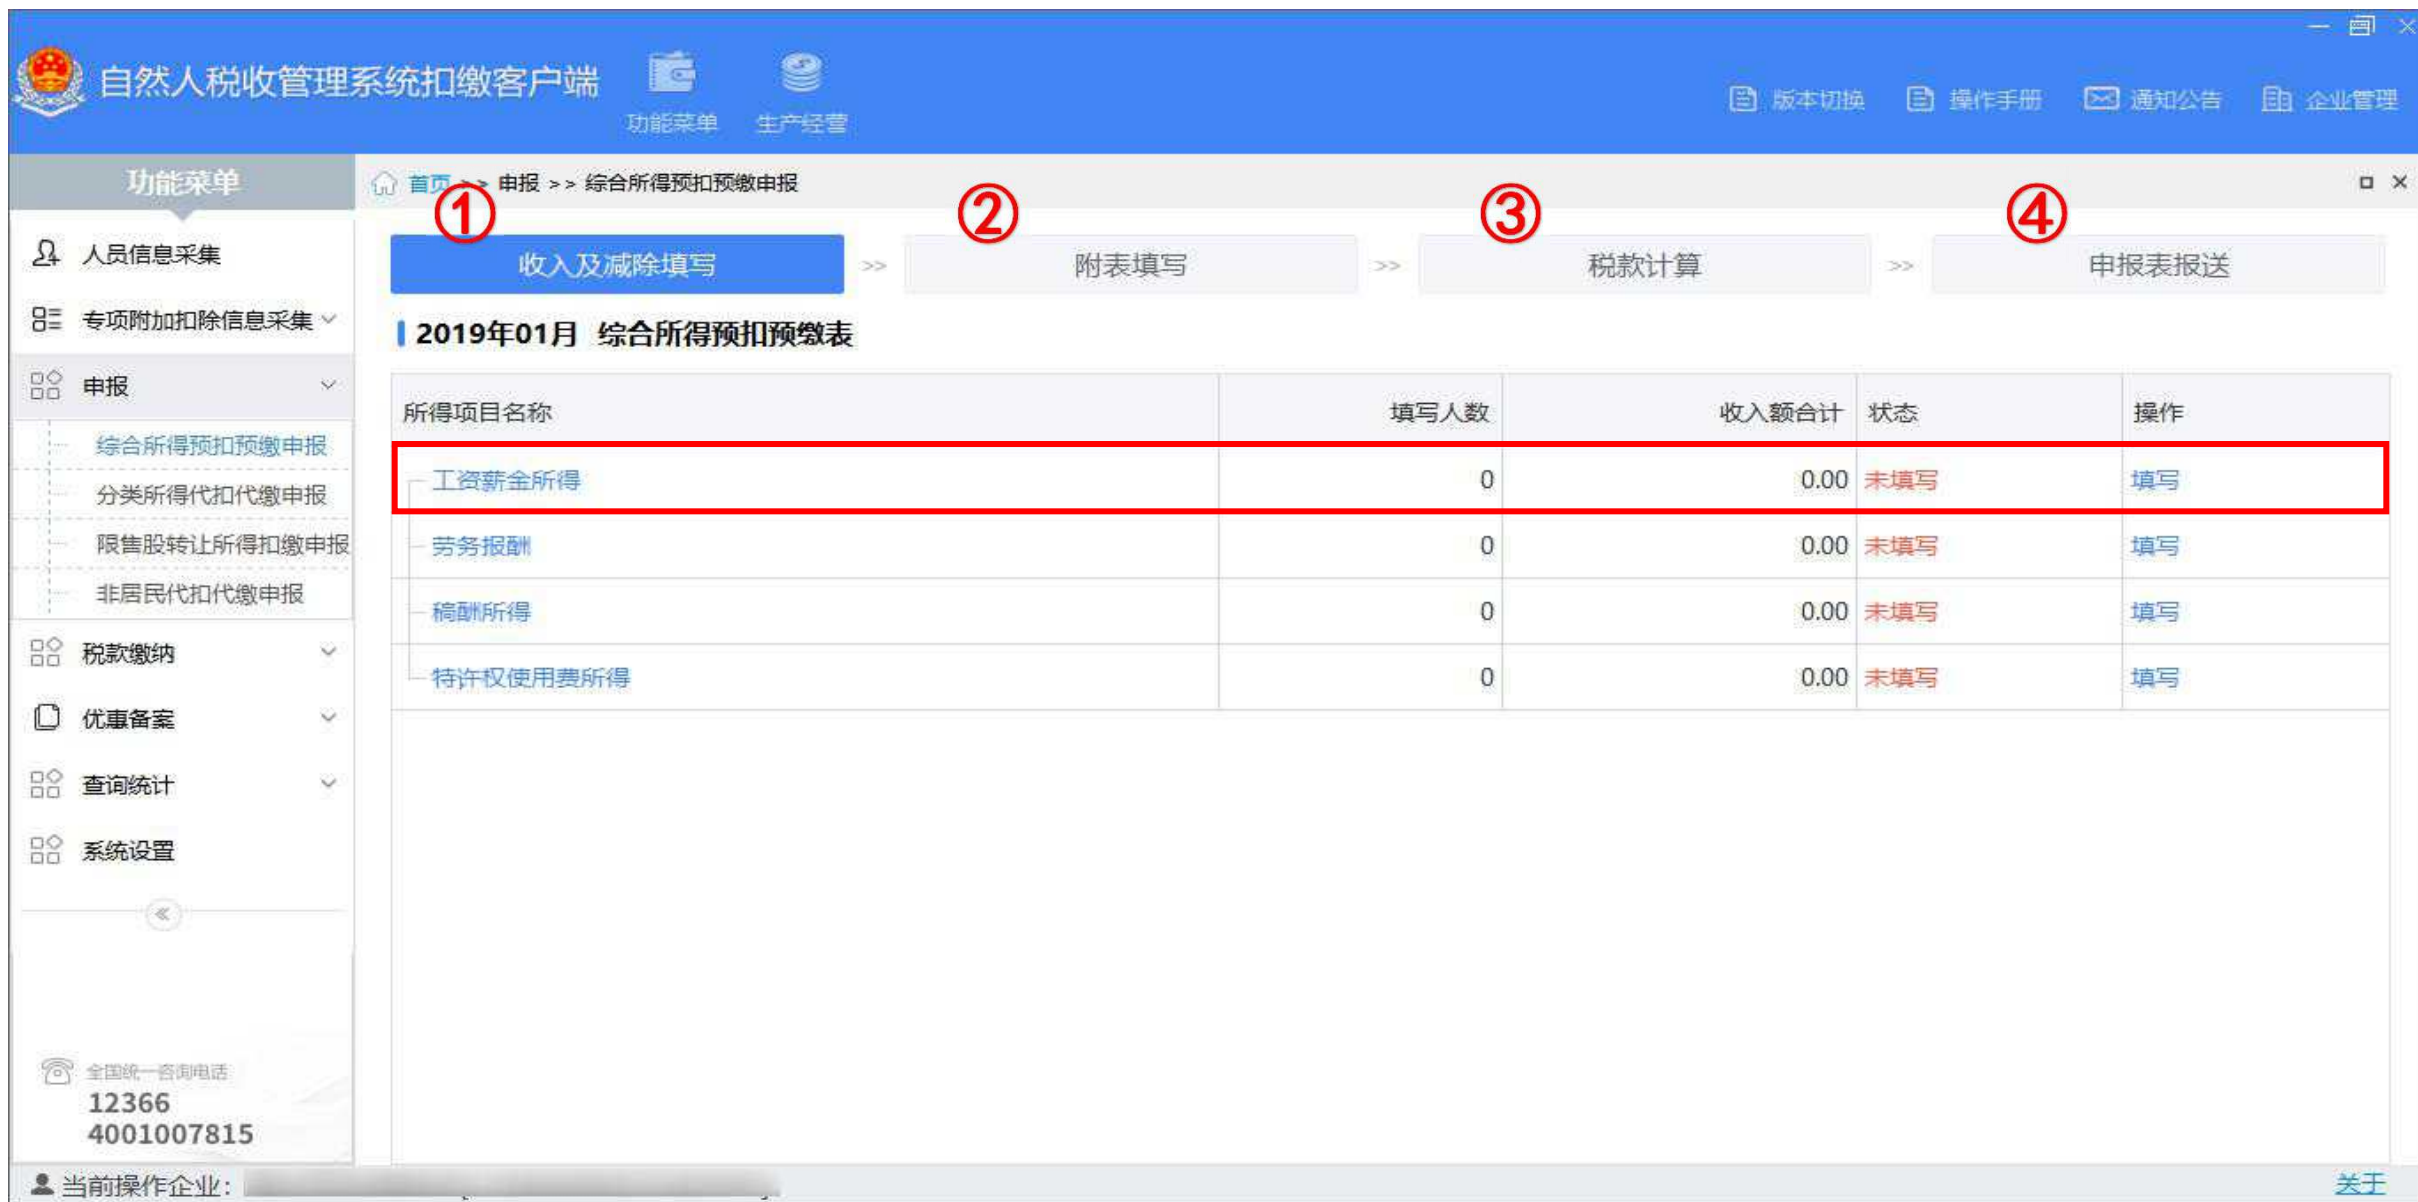 自然人税收管理系统扣缴客户端
功能菜单
生产经营
版本切换
操作手册
通知公告
企业管理
功能菜单
首页 >> 申报 >> 综合所得预扣预缴申报
人员信息采集
专项附加扣除信息采集
申报
综合所得预扣预缴申报
分类所得代扣代缴申报
限售股转让所得扣缴申报
非居民代扣代缴申报
税款缴纳
优惠备案
查询统计
系统设置
全国统一咨询电话
12366
4001007815
① ② ③ ④
收入及减除填写 >> 附表填写 >> 税款计算 >> 申报表报送
2019年01月 综合所得预扣预缴表
所得项目名称 填写人数 收入额合计 状态 操作
工资薪金所得 0 0.00 未填写 填写
劳务报酬 0 0.00 未填写 填写
稿酬所得 0 0.00 未填写 填写
特许权使用费所得 0 0.00 未填写 填写
当前操作企业：
关于